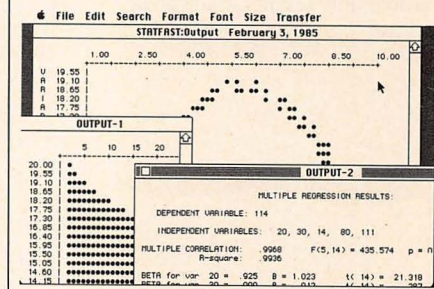 File Edit Search Format Font Size Transfer
STATFAST:Output February 3, 1985
1.00 2.50 4.00 5.50 7.00 8.50 10.00
V 19.55
A 19.10
R 18.65
I 18.20
A 17.75
OUTPUT-1
5 10 15 20
20.00
19.55
19.10
18.65
18.20
17.75
17.30
16.85
16.40
15.95
15.50
15.05
14.60
14.15
OUTPUT-2
MULTIPLE REGRESSION RESULTS:
DEPENDENT VARIABLE: 114
INDEPENDENT VARIABLES: 20, 30, 14, 80, 111
MULTIPLE CORRELATION: .9968 F(5,14) = 435.574 p = n
R-square: .9936
BETA for var 20 = .925 B = 1.023 t( 14) = 21.318